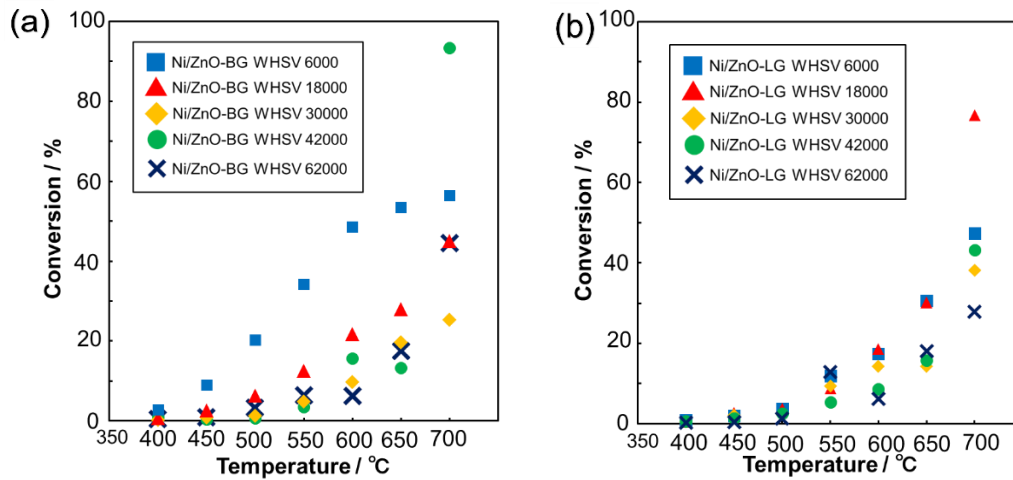 (a)
100
80
60
40
20
0
Conversion / %
Ni/ZnO-BG WHSV 6000
Ni/ZnO-BG WHSV 18000
Ni/ZnO-BG WHSV 30000
Ni/ZnO-BG WHSV 42000
Ni/ZnO-BG WHSV 62000
350 400 450 500 550 600 650 700
Temperature / °C
(b)
100
80
60
40
20
0
Conversion / %
Ni/ZnO-LG WHSV 6000
Ni/ZnO-LG WHSV 18000
Ni/ZnO-LG WHSV 30000
Ni/ZnO-LG WHSV 42000
Ni/ZnO-LG WHSV 62000
350 400 450 500 550 600 650 700
Temperature / °C